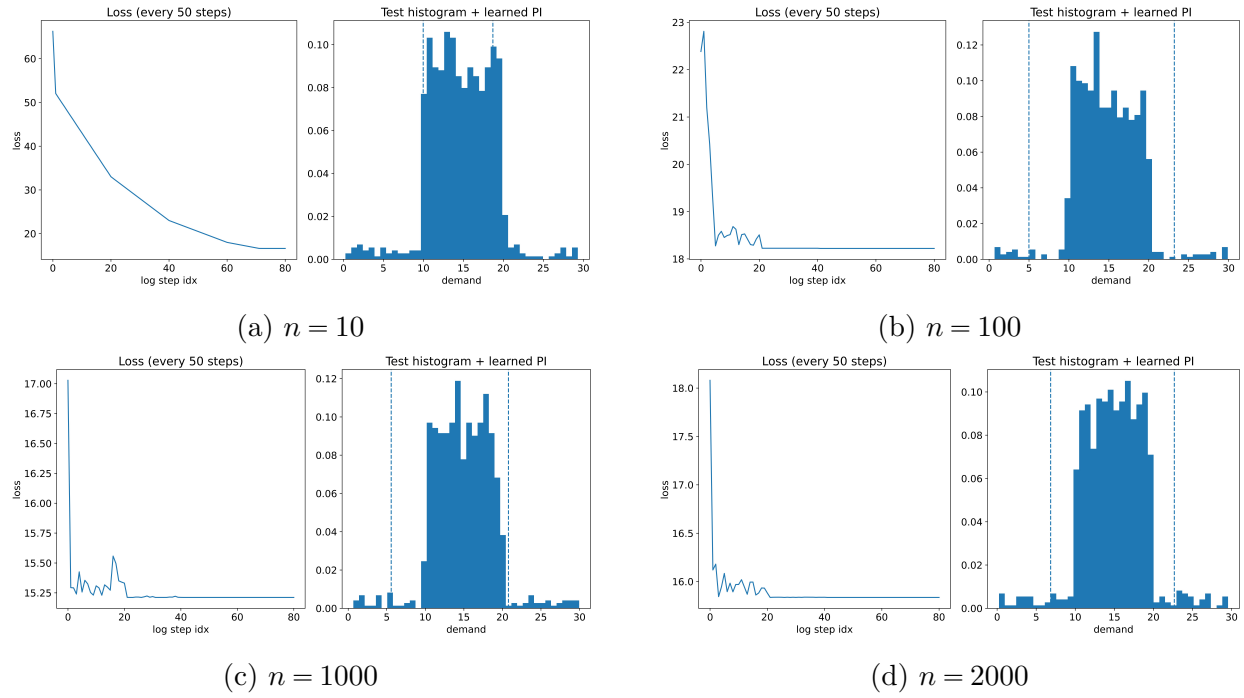 Loss (every 50 steps)
loss
60
50
40
30
20
0 20 40 60 80
log step idx
Test histogram + learned PI
0.10
0.08
0.06
0.04
0.02
0.00
0 5 10 15 20 25 30
demand
(a) n = 10
Loss (every 50 steps)
loss
23
22
21
20
19
18
0 20 40 60 80
log step idx
Test histogram + learned PI
0.12
0.10
0.08
0.06
0.04
0.02
0.00
0 5 10 15 20 25 30
demand
(b) n = 100
Loss (every 50 steps)
loss
17.00
16.75
16.50
16.25
16.00
15.75
15.50
15.25
0 20 40 60 80
log step idx
Test histogram + learned PI
0.12
0.10
0.08
0.06
0.04
0.02
0.00
0 5 10 15 20 25 30
demand
(c) n = 1000
Loss (every 50 steps)
loss
18.0
17.5
17.0
16.5
16.0
0 20 40 60 80
log step idx
Test histogram + learned PI
0.10
0.08
0.06
0.04
0.02
0.00
0 5 10 15 20 25 30
demand
(d) n = 2000